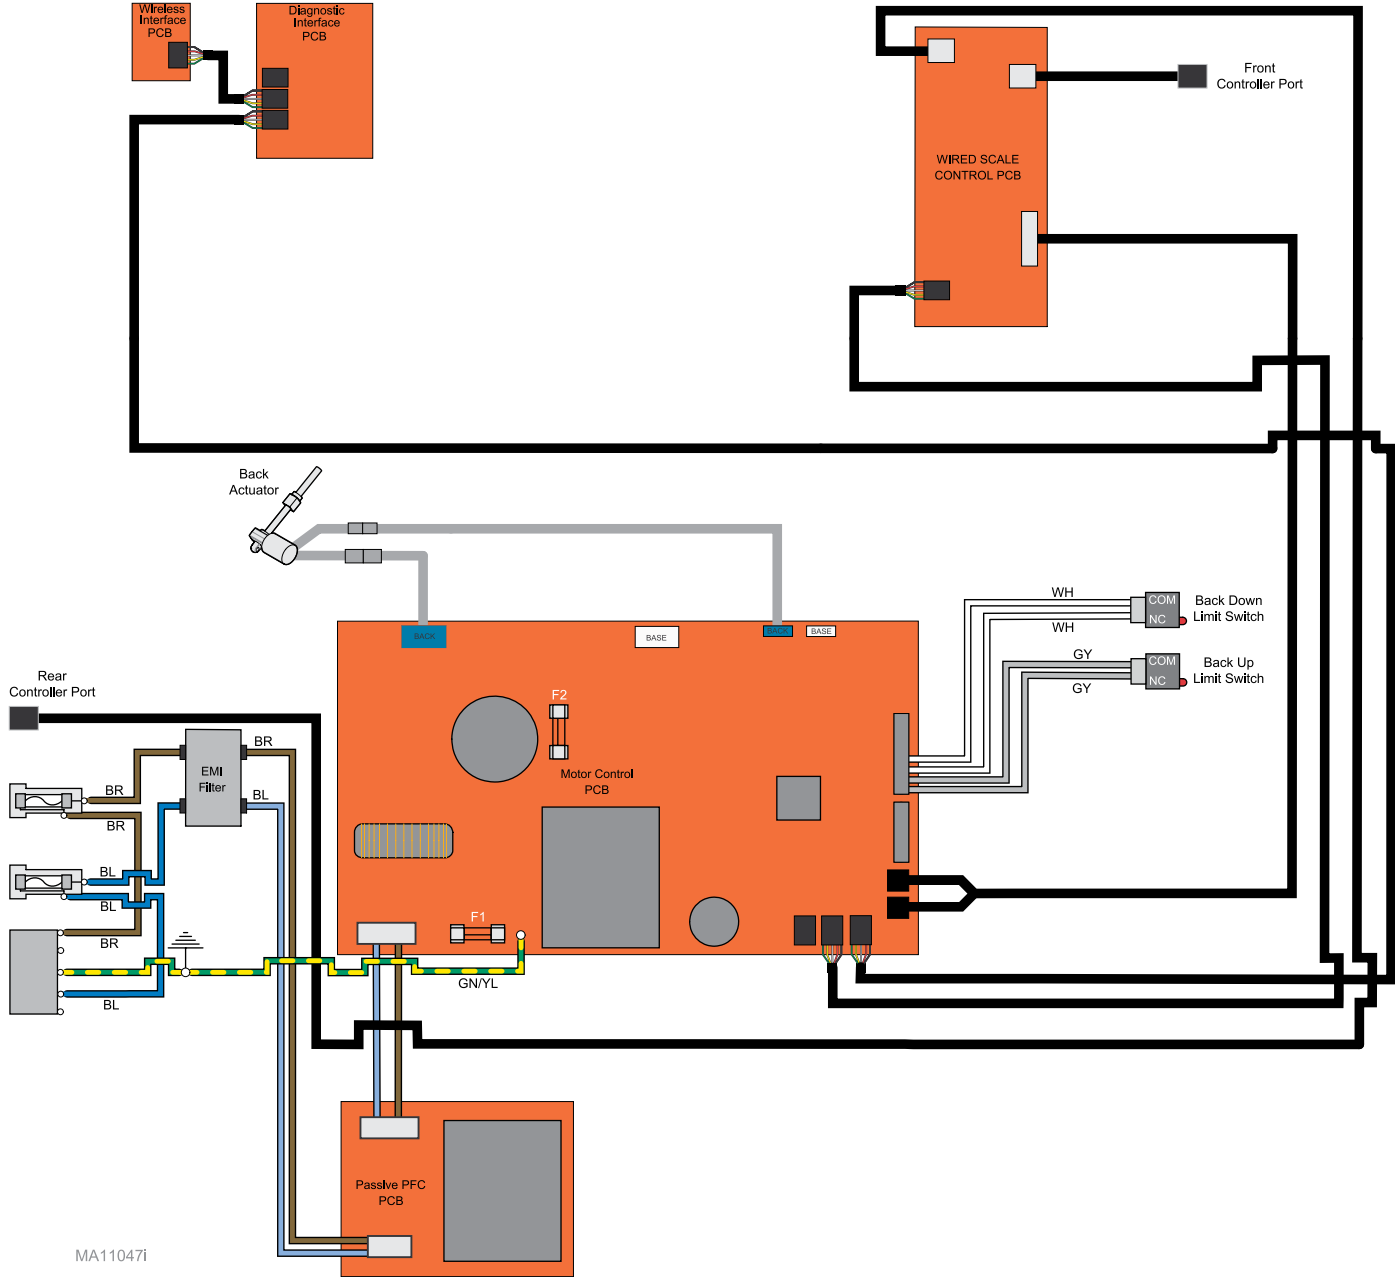 Wireless
Interface
PCB
Diagnostic
Interface
PCB
Front
Controller Port
WIRED SCALE
CONTROL PCB
Back
Actuator
BACK
BASE
BACK
BASE
WH
WH
COM
NC
Back Down
Limit Switch
GY
GY
COM
NC
Back Up
Limit Switch
Rear
Controller Port
F2
Motor Control
PCB
EMI
Filter
BR
BL
BR
BR
BL
BL
BR
BL
F1
GN/YL
Passive PFC
PCB
MA11047i